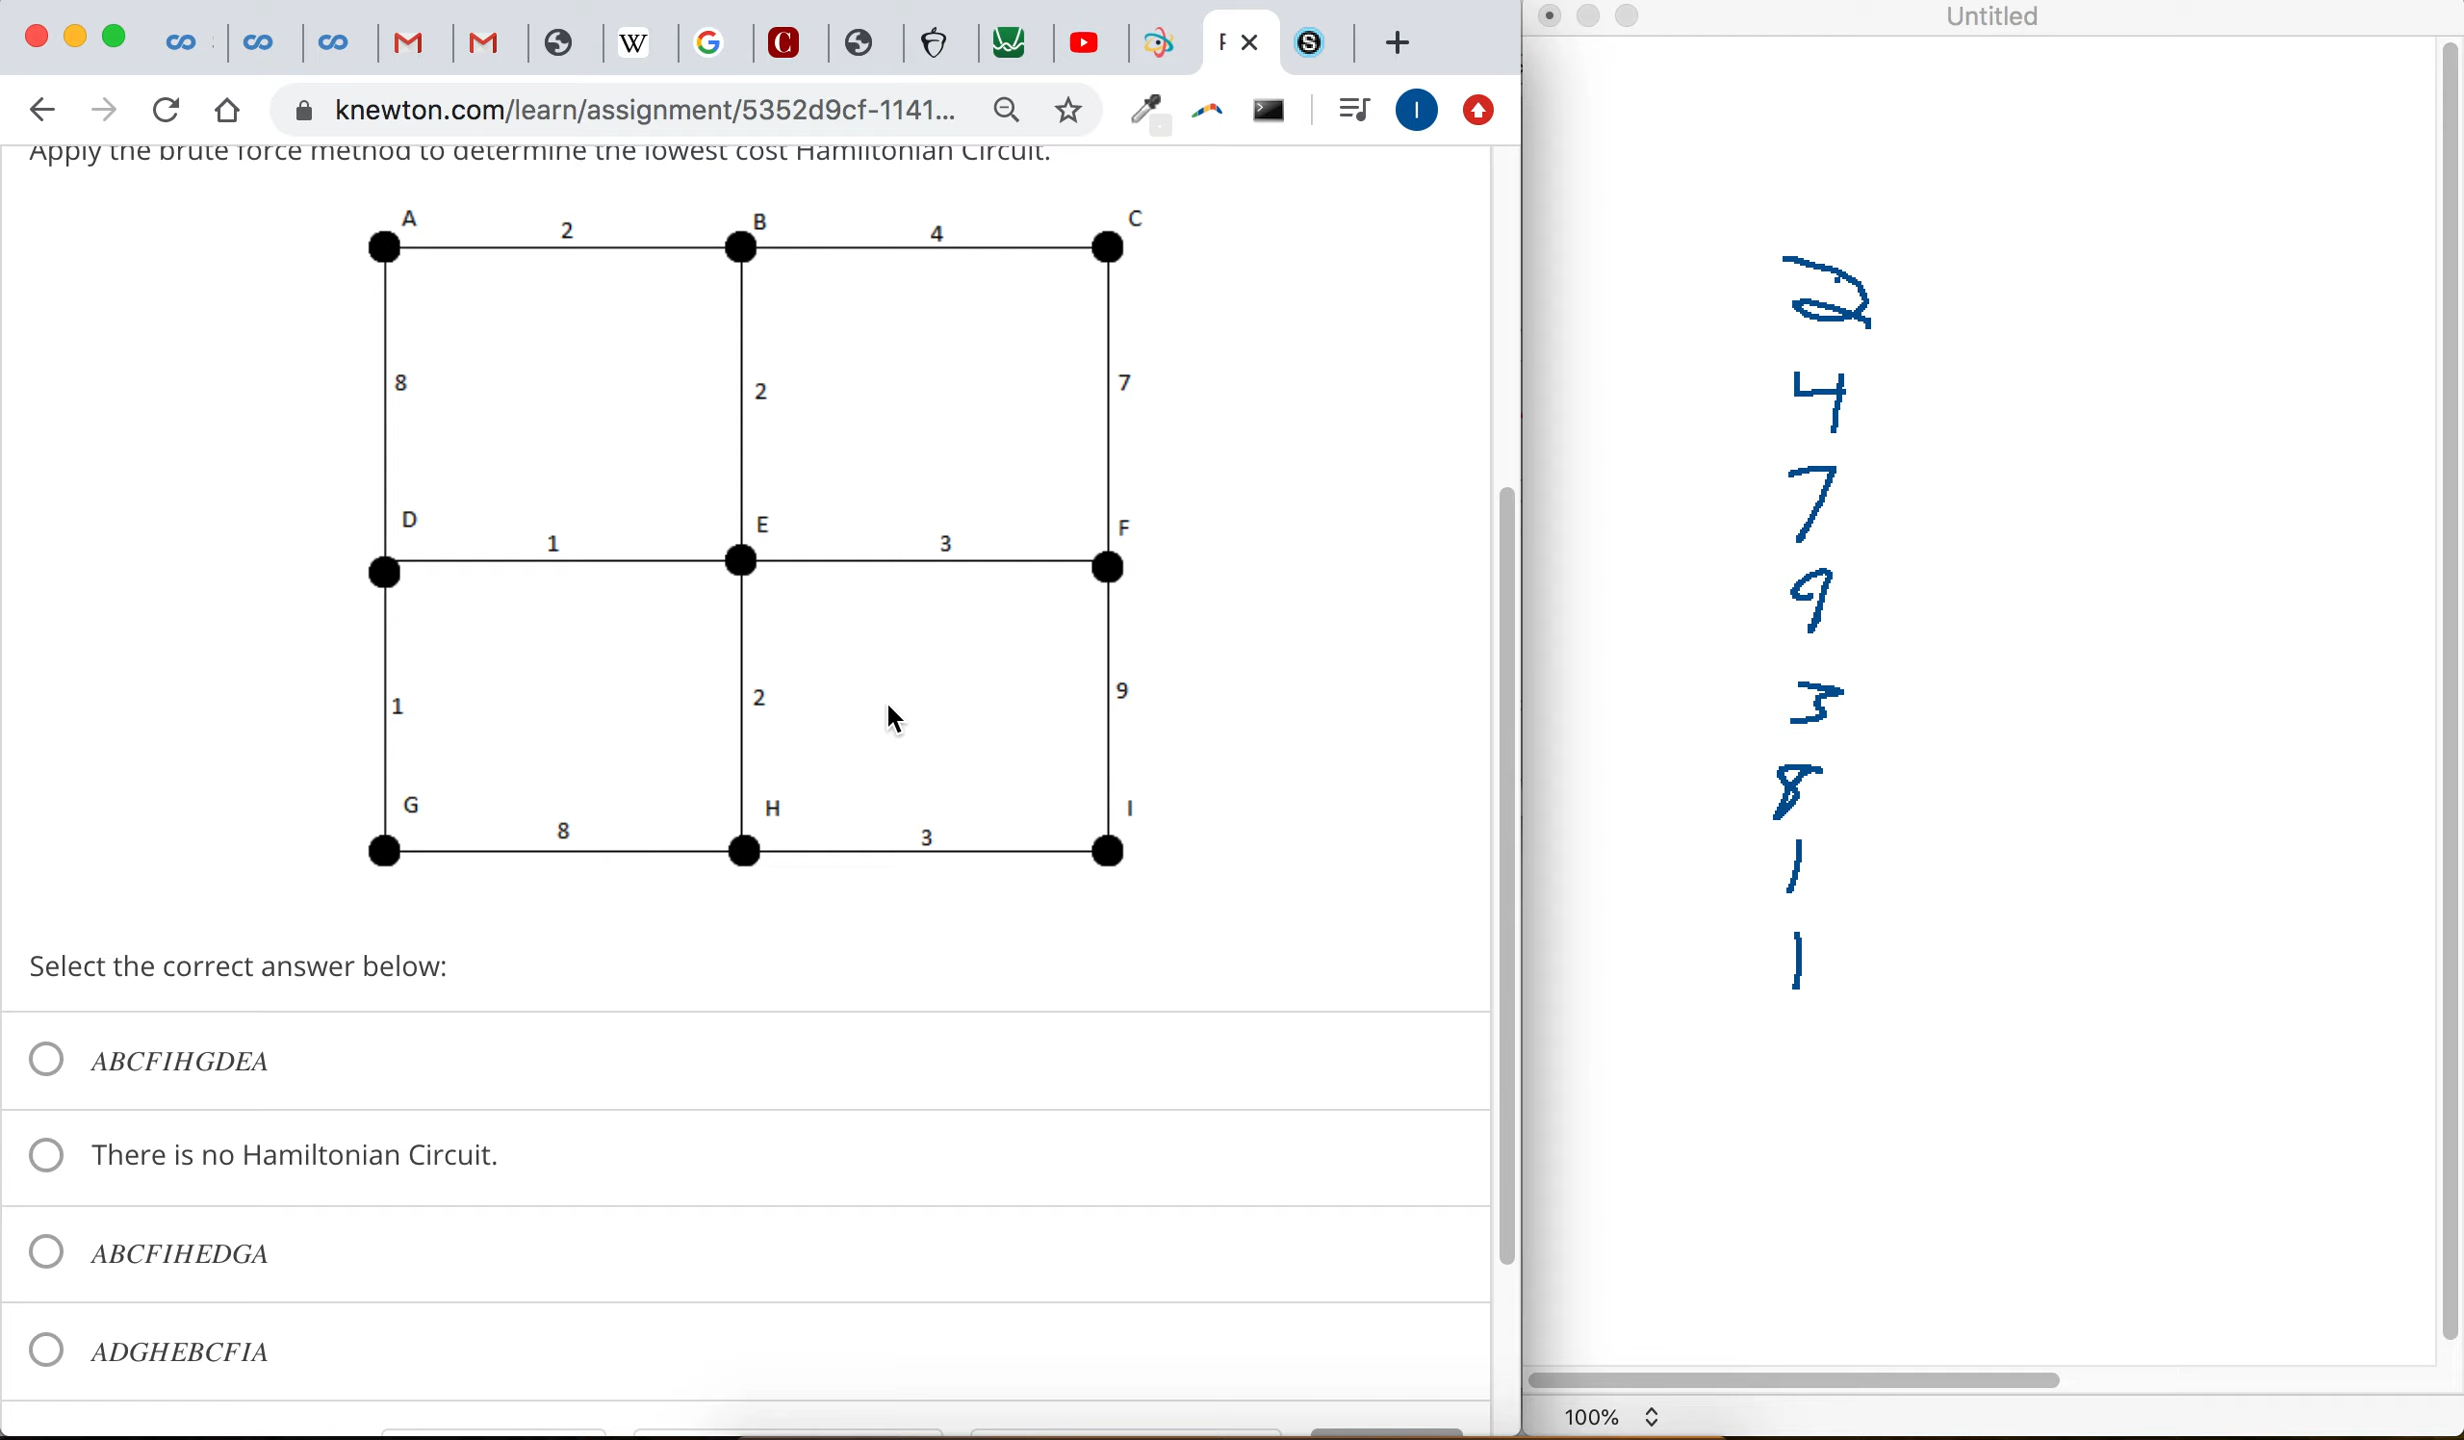 Untitled
W
G
C
F
S
knewton.com/learn/assignment/5352d9cf-1141...
I
Apply the brute force method to determine the lowest cost Hamiltonian Circuit.
A 2 B 4 C
8 2 7
D 1 E 3 F
1 2 9
G 8 H 3 I
Select the correct answer below:
ABCFIHGDEA
There is no Hamiltonian Circuit.
ABCFIHEDGA
ADGHEBCFIA
2
4
7
9
3
8
1
1
100%